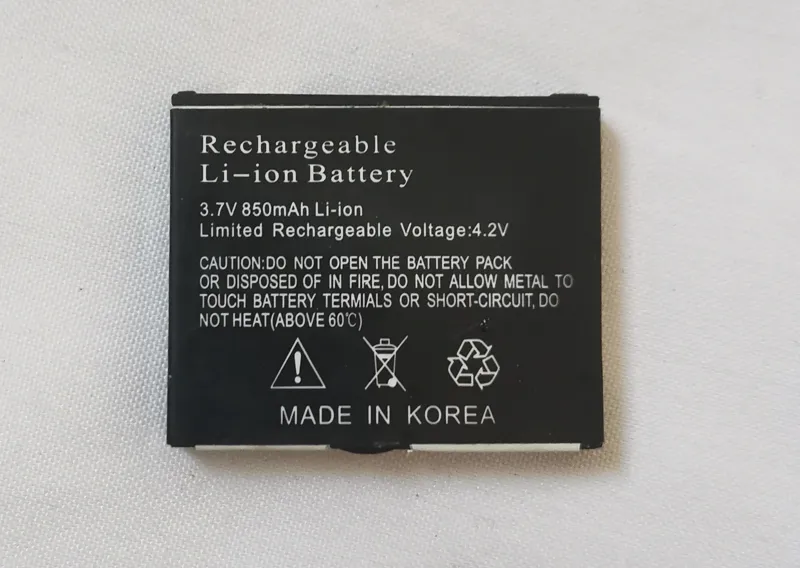 Rechargeable
Li-ion Battery
3.7V 850mAh Li-ion
Limited Rechargeable Voltage:4.2V
CAUTION:DO NOT OPEN THE BATTERY PACK
OR DISPOSED OF IN FIRE, DO NOT ALLOW METAL TO
TOUCH BATTERY TERMIALS OR SHORT-CIRCUIT, DO
NOT HEAT(ABOVE 60℃)
MADE IN KOREA